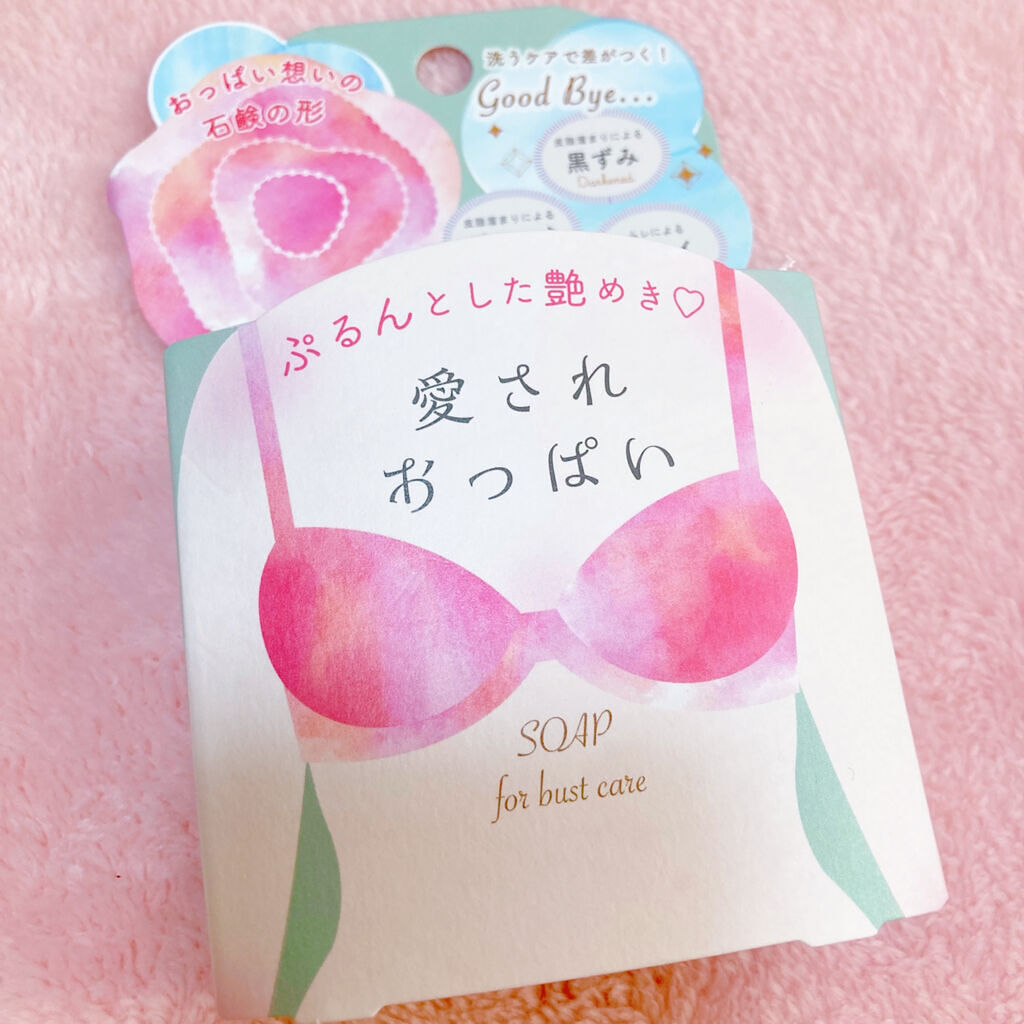 おっぱい想いの
石鹸の形
洗うケアで差がつく！
Good Bye...
皮脂溜まりによる
黒ずみ
Darkened
皮脂溜まりによる
ムレによる
ぷるんとした艶めき♡
愛され
おっぱい
SOAP
for bust care